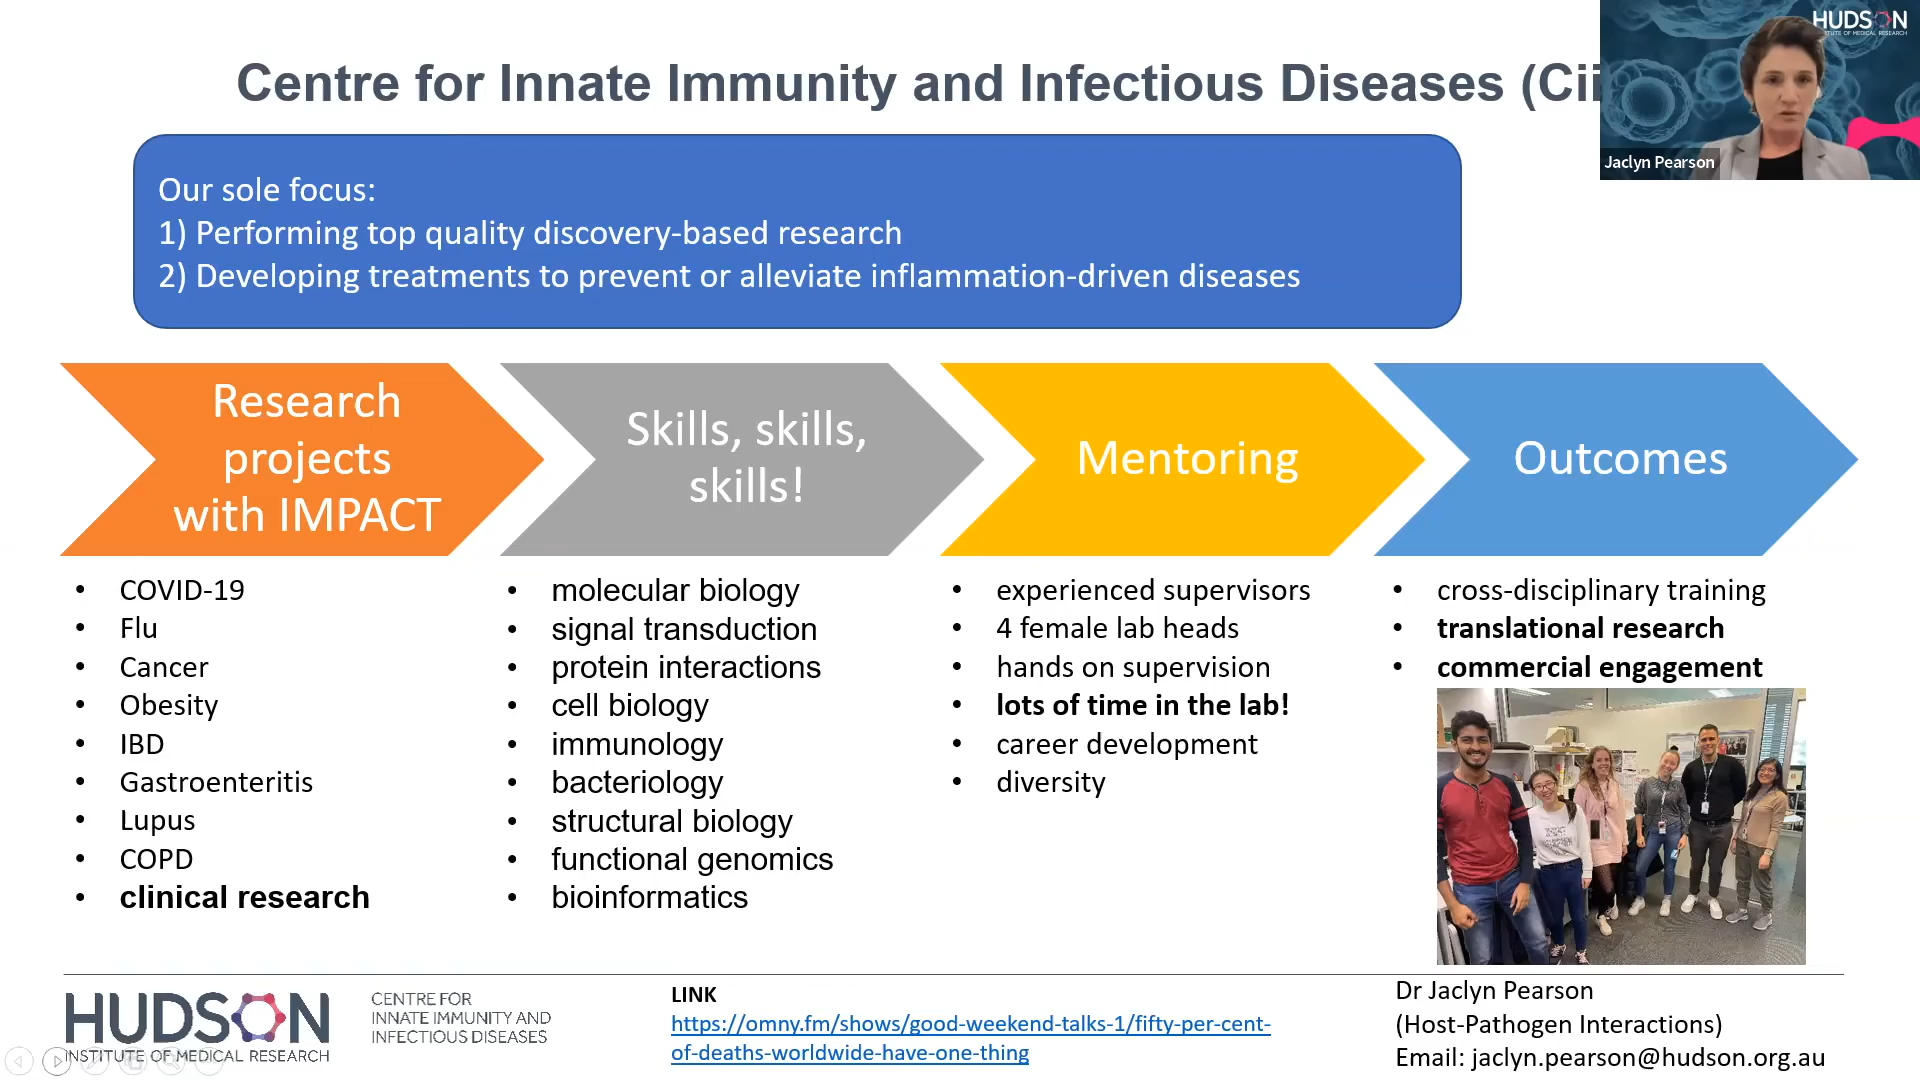 Centre for Innate Immunity and Infectious Diseases (Cii
HUDSON
INSTITUTE OF MEDICAL RESEARCH
Jaclyn Pearson
Our sole focus:
1) Performing top quality discovery-based research
2) Developing treatments to prevent or alleviate inflammation-driven diseases
Research
projects
with IMPACT
Skills, skills,
skills!
Mentoring
Outcomes
• COVID-19
• Flu
• Cancer
• Obesity
• IBD
• Gastroenteritis
• Lupus
• COPD
• clinical research
• molecular biology
• signal transduction
• protein interactions
• cell biology
• immunology
• bacteriology
• structural biology
• functional genomics
• bioinformatics
• experienced supervisors
• 4 female lab heads
• hands on supervision
• lots of time in the lab!
• career development
• diversity
• cross-disciplinary training
• translational research
• commercial engagement
HUDSON
INSTITUTE OF MEDICAL RESEARCH
CENTRE FOR
INNATE IMMUNITY AND
INFECTIOUS DISEASES
LINK
https://omny.fm/shows/good-weekend-talks-1/fifty-per-cent-
of-deaths-worldwide-have-one-thing
Dr Jaclyn Pearson
(Host-Pathogen Interactions)
Email: jaclyn.pearson@hudson.org.au